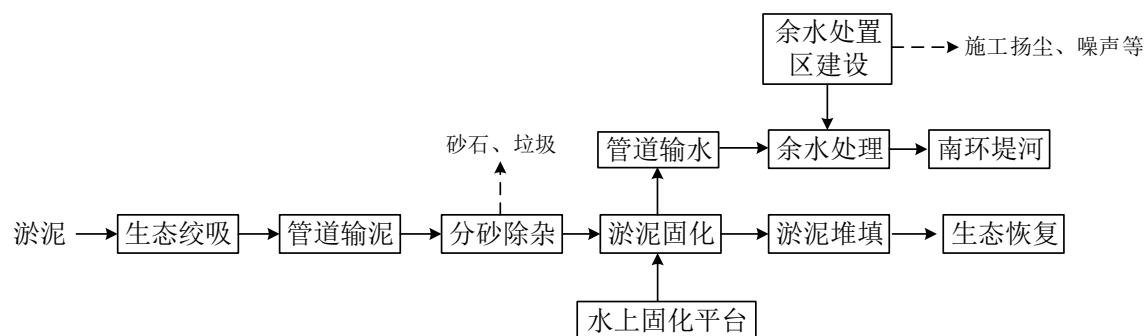 余水处置
区建设
施工扬尘、噪声等
砂石、垃圾
管道输水
余水处理
南环堤河
淤泥
生态绞吸
管道输泥
分砂除杂
淤泥固化
淤泥堆填
生态恢复
水上固化平台